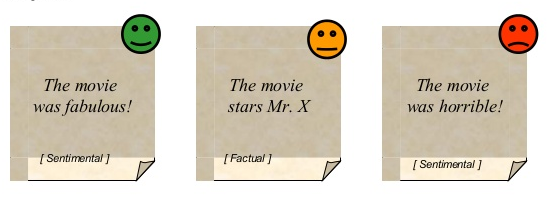 The movie
was fabulous!
[ Sentimental ]
The movie
stars Mr. X
[ Factual ]
The movie
was horrible!
[ Sentimental ]